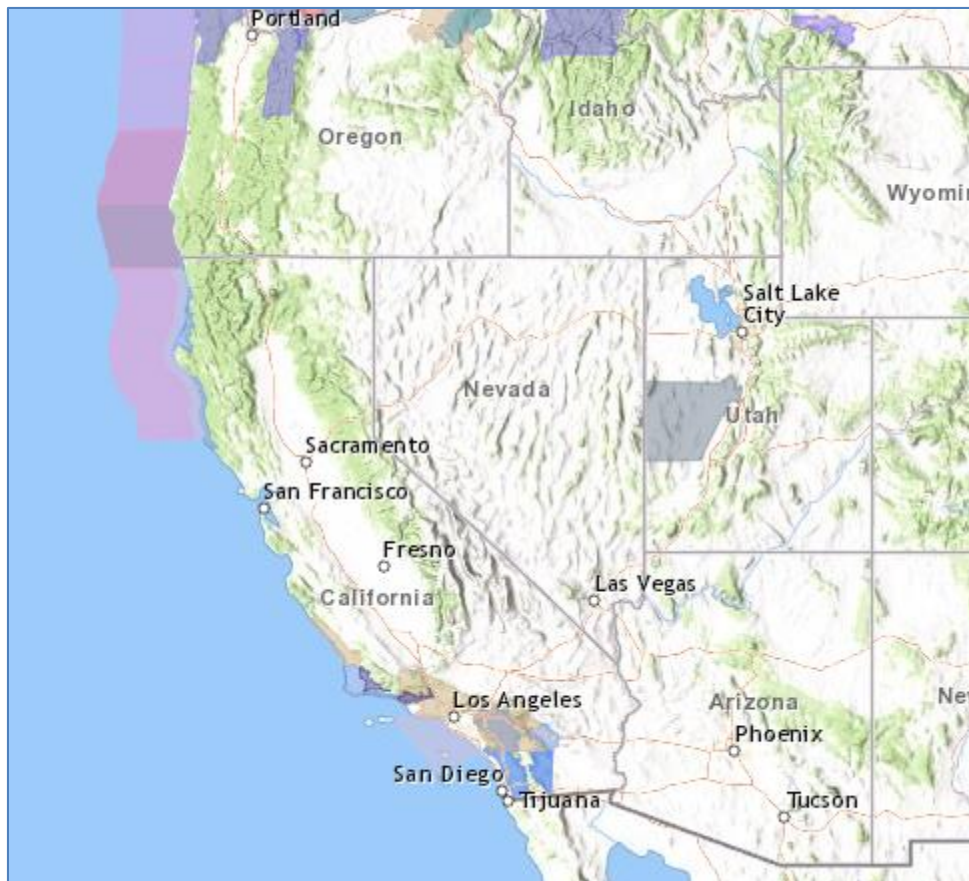 Portland
Idaho
Oregon
Wyomin
Salt Lake
City
Nevada
Utah
Sacramento
San Francisco
Fresno
Las Vegas
California
Los Angeles
Arizona
Ne
Phoenix
San Diego
Tijuana
Tucson